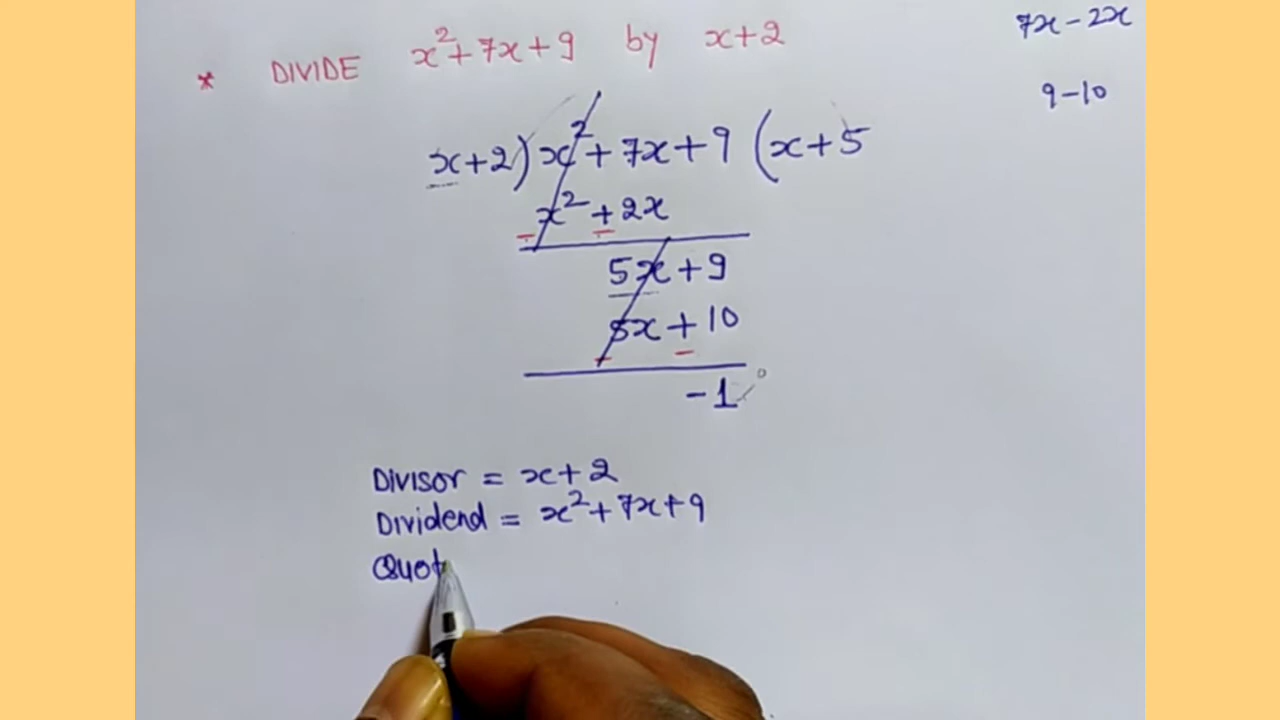 7x - 2x
* DIVIDE x² + 7x + 9 by x + 2
9 - 10
x + 2) x² + 7x + 9 (x + 5
x² + 2x
5x + 9
5x + 10
- 1
Divisor = x + 2
Dividend = x² + 7x + 9
Quot